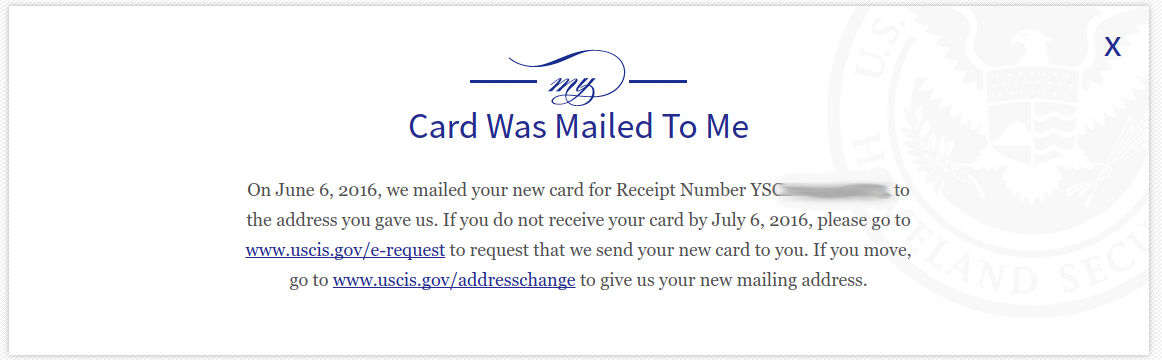 X
my
Card Was Mailed To Me
On June 6, 2016, we mailed your new card for Receipt Number YSC to
the address you gave us. If you do not receive your card by July 6, 2016, please go to
www.uscis.gov/e-request to request that we send your new card to you. If you move,
go to www.uscis.gov/addresschange to give us your new mailing address.
U.S.
H
ELAND SECU